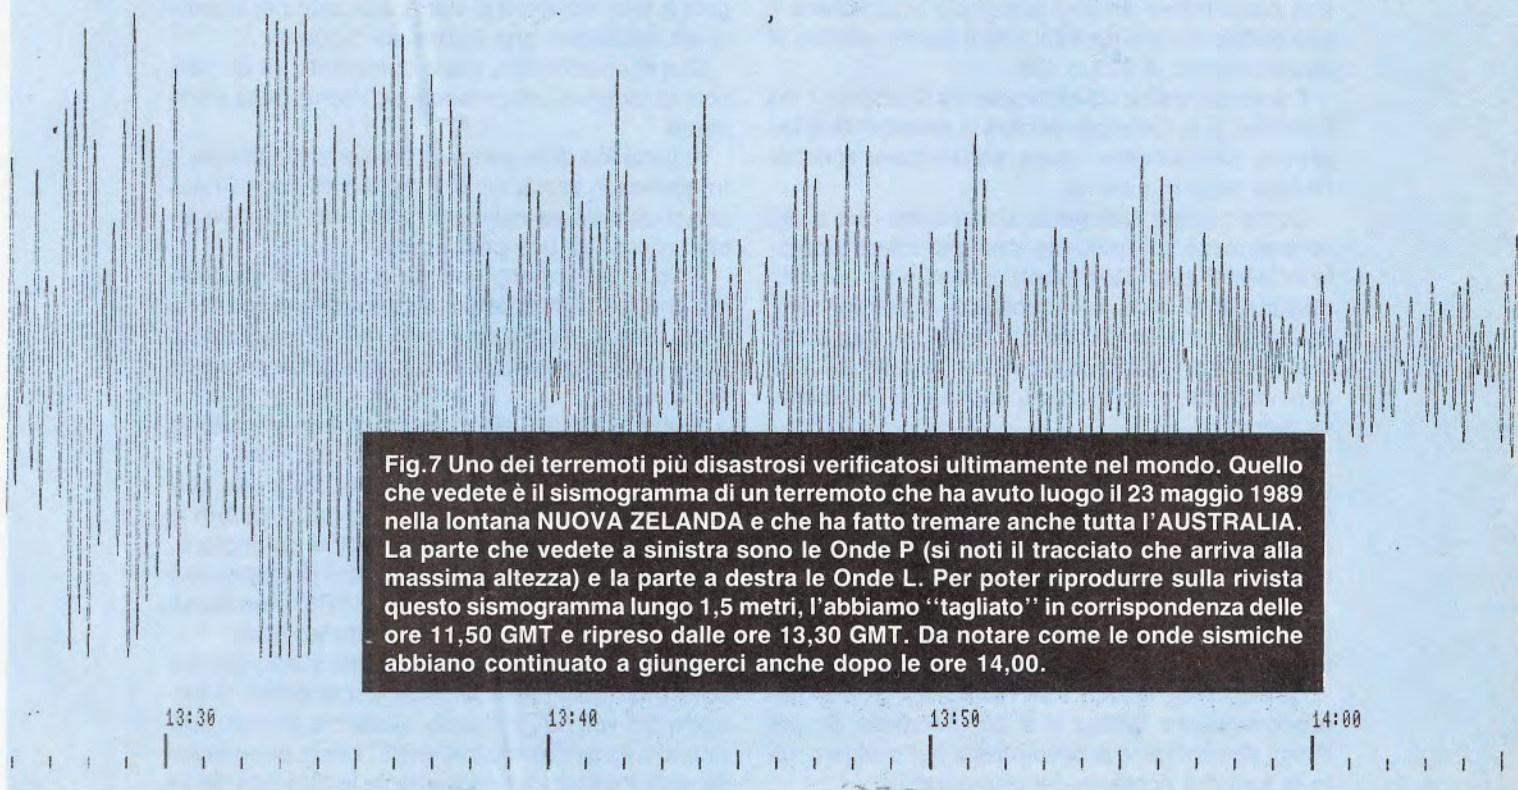 Fig.7 Uno dei terremoti più disastrosi verificatosi ultimamente nel mondo. Quello
che vedete è il sismogramma di un terremoto che ha avuto luogo il 23 maggio 1989
nella lontana NUOVA ZELANDA e che ha fatto tremare anche tutta l'AUSTRALIA.
La parte che vedete a sinistra sono le Onde P (si noti il tracciato che arriva alla
massima altezza) e la parte a destra le Onde L. Per poter riprodurre sulla rivista
questo sismogramma lungo 1,5 metri, l'abbiamo ''tagliato'' in corrispondenza delle
ore 11,50 GMT e ripreso dalle ore 13,30 GMT. Da notare come le onde sismiche
abbiano continuato a giungerci anche dopo le ore 14,00.
13:30 13:40 13:50 14:00